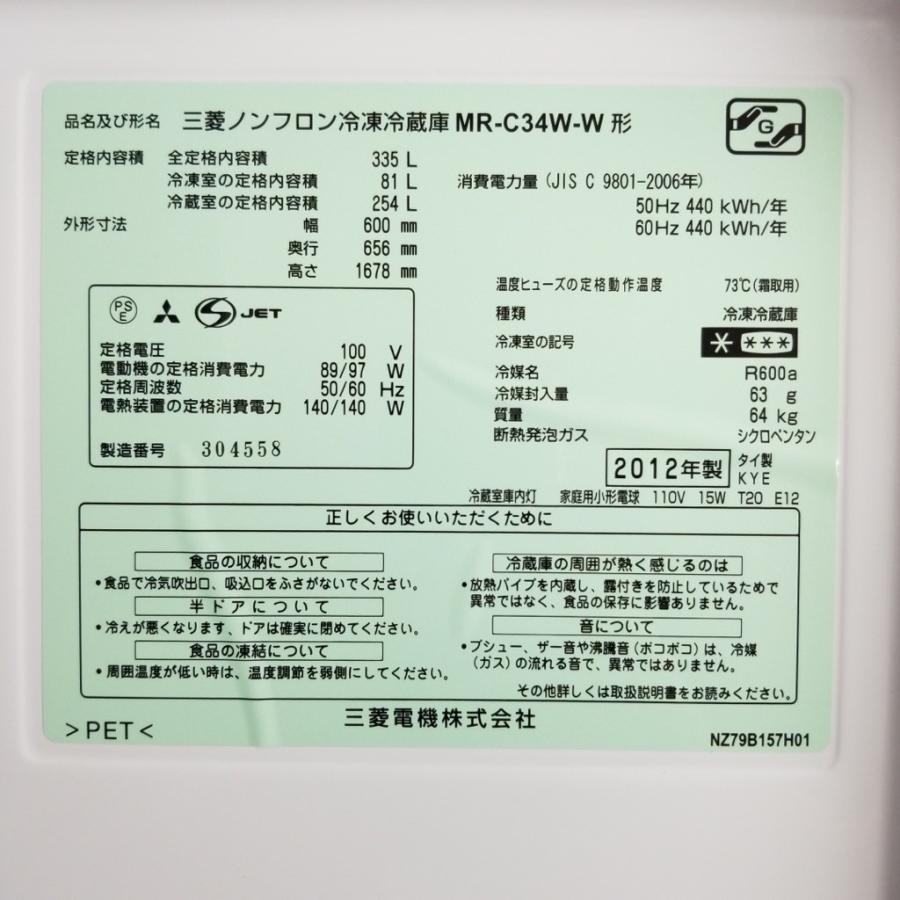 品名及び形名 三菱ノンフロン冷凍冷蔵庫 MR-C34W-W 形
G
定格内容積 全定格内容積 335 L
冷凍室の定格内容積 81 L
冷蔵室の定格内容積 254 L
外形寸法 幅 600 mm
奥行 656 mm
高さ 1678 mm
消費電力量 (JIS C 9801-2006年)
50Hz 440 kWh/年
60Hz 440 kWh/年
PS E JET
定格電圧 100 V
電動機の定格消費電力 89/97 W
定格周波数 50/60 Hz
電熱装置の定格消費電力 140/140 W
製造番号 304558
温度ヒューズの定格動作温度 73℃(霜取用)
種類 冷凍冷蔵庫
冷凍室の記号 * ***
冷媒名 R600a
冷媒封入量 63 g
質量 64 kg
断熱発泡ガス シクロペンタン
2012年製 タイ製
KYE
冷蔵室庫内灯 家庭用小形電球 110V 15W T20 E12
正しくお使いいただくために
食品の収納について
・食品で冷気吹出口、吸込口をふさがないでください。
半ドアについて
・冷えが悪くなります、ドアは確実に閉めてください。
食品の凍結について
・周囲温度が低い時は、温度調節を弱側にしてください。
冷蔵庫の周囲が熱く感じるのは
・放熱パイプを内蔵し、露付きを防止しているためで
異常ではなく、食品の保存に影響ありません。
音について
・プシュー、ザー音や沸騰音(ポコポコ)は、冷媒
(ガス)の流れる音で、異常ではありません。
その他詳しくは取扱説明書をお読みください。
三菱電機株式会社
>PET<
NZ79B157H01